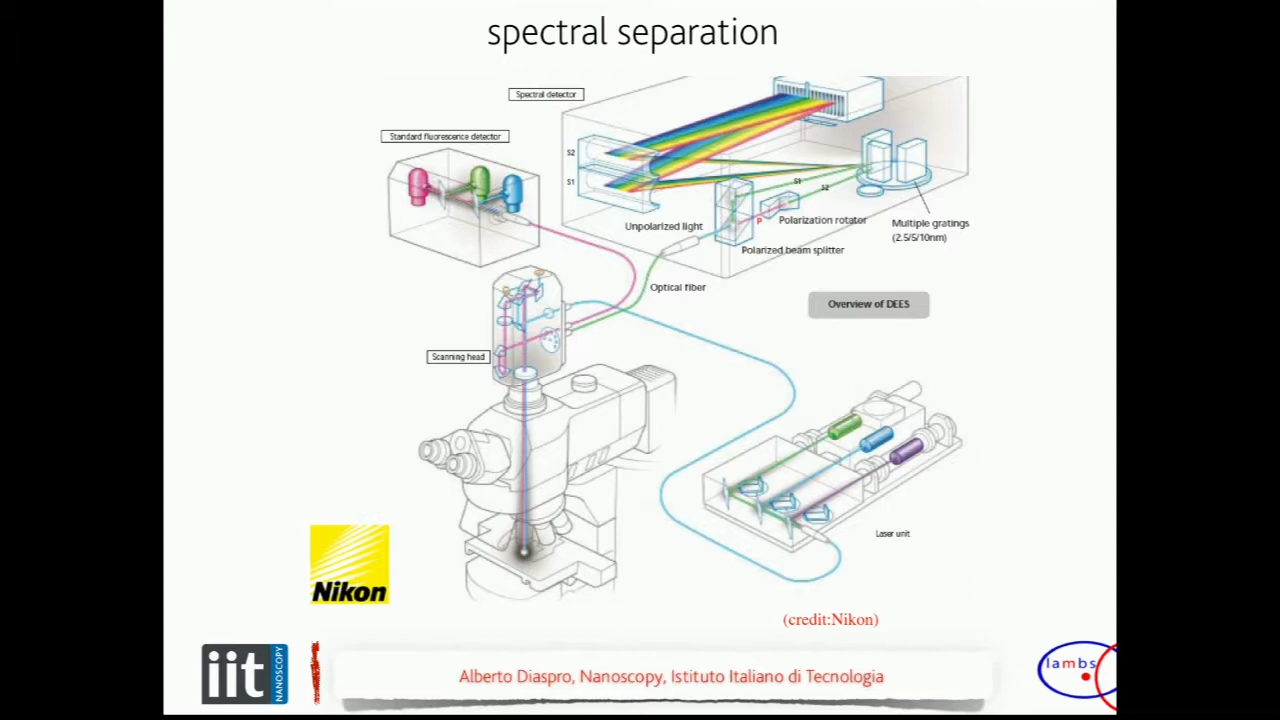 spectral separation
Spectral detector
Standard fluorescence detector
S2
S1
S1
S2
Unpolarized light
P
Polarization rotator
Multiple gratings
(2.5/5/10nm)
Polarized beam splitter
Optical fiber
Overview of DEES
Scanning head
Laser unit
Nikon
(credit:Nikon)
iit
NANOSCOPY
Alberto Diaspro, Nanoscopy, Istituto Italiano di Tecnologia
lambs